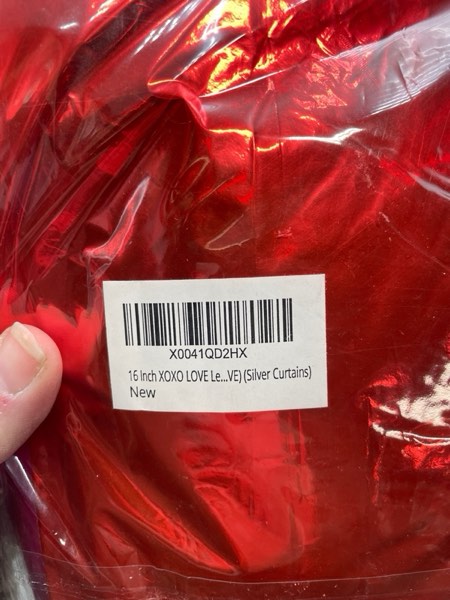 X0041QD2HX
16 Inch XOXO LOVE Le...VE) (Silver Curtains)
New